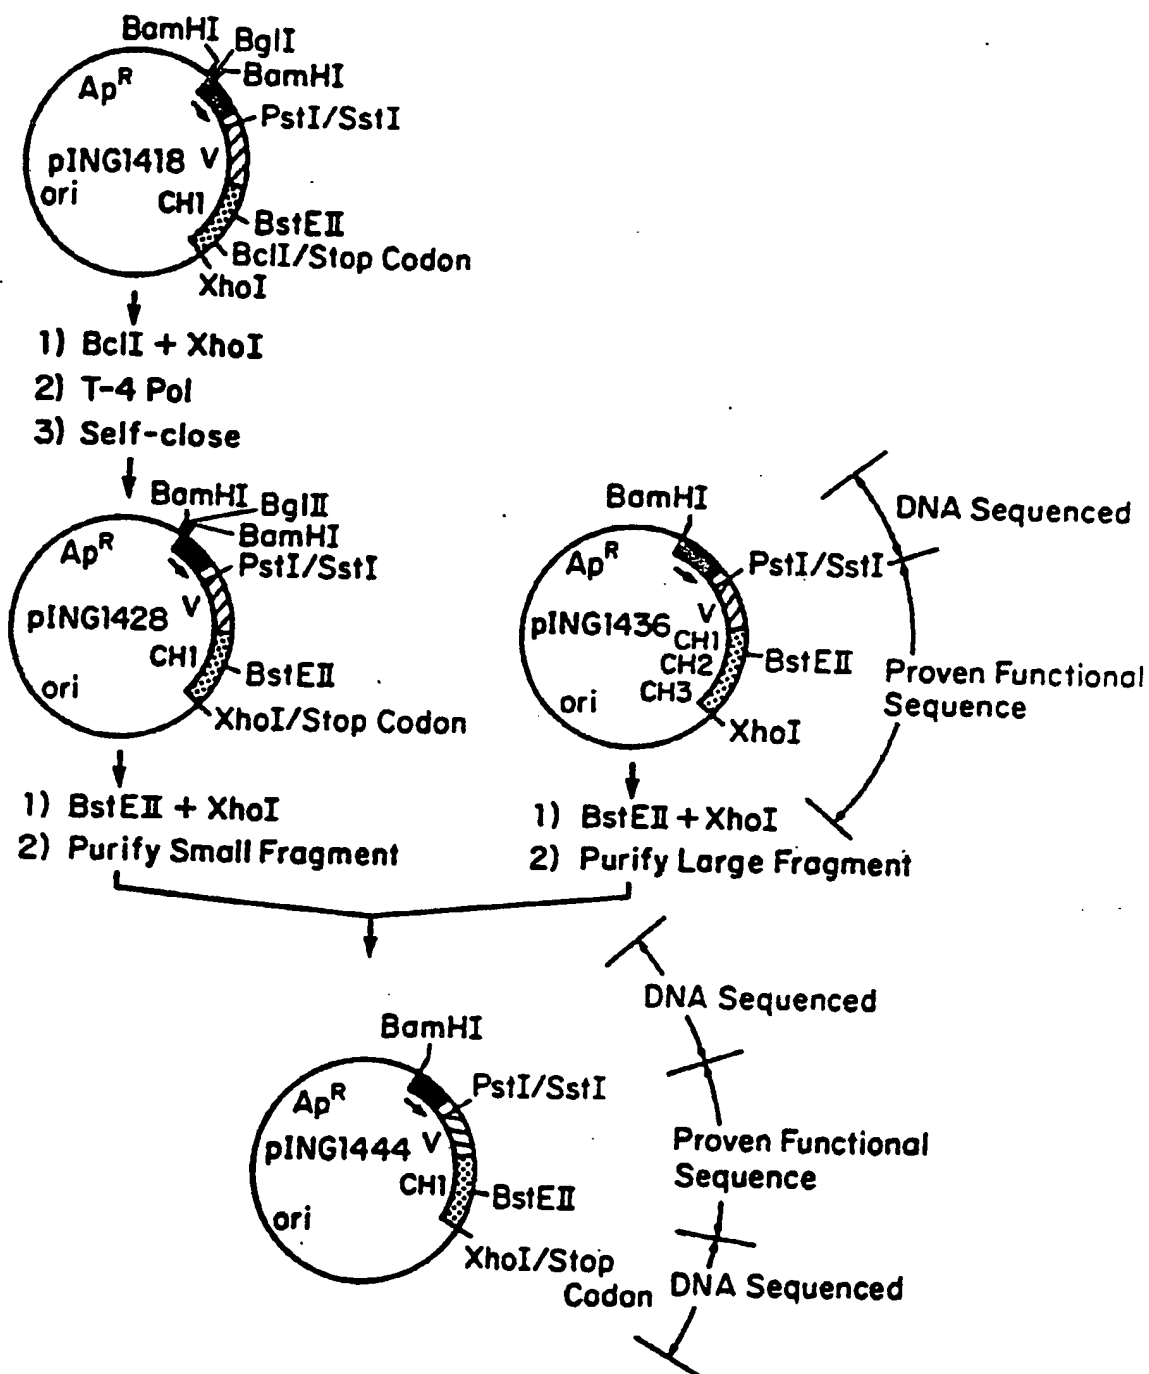 BamHI
BglI
BamHI
Ap^R
PstI/SstI
pING1418
V
ori
CH1
BstEII
BclI/Stop Codon
XhoI
1) BclI + XhoI
2) T-4 Pol
3) Self-close
BamHI
BglII
BamHI
Ap^R
PstI/SstI
pING1428
V
CH1
BstEII
ori
XhoI/Stop Codon
1) BstEII + XhoI
2) Purify Small Fragment
BamHI
Ap^R
PstI/SstI
pING1436
V
CH1
CH2
CH3
BstEII
ori
XhoI
DNA Sequenced
Proven Functional
Sequence
1) BstEII + XhoI
2) Purify Large Fragment
BamHI
Ap^R
PstI/SstI
pING1444
V
CH1
BstEII
ori
XhoI/Stop
Codon
DNA Sequenced
Proven Functional
Sequence
DNA Sequenced